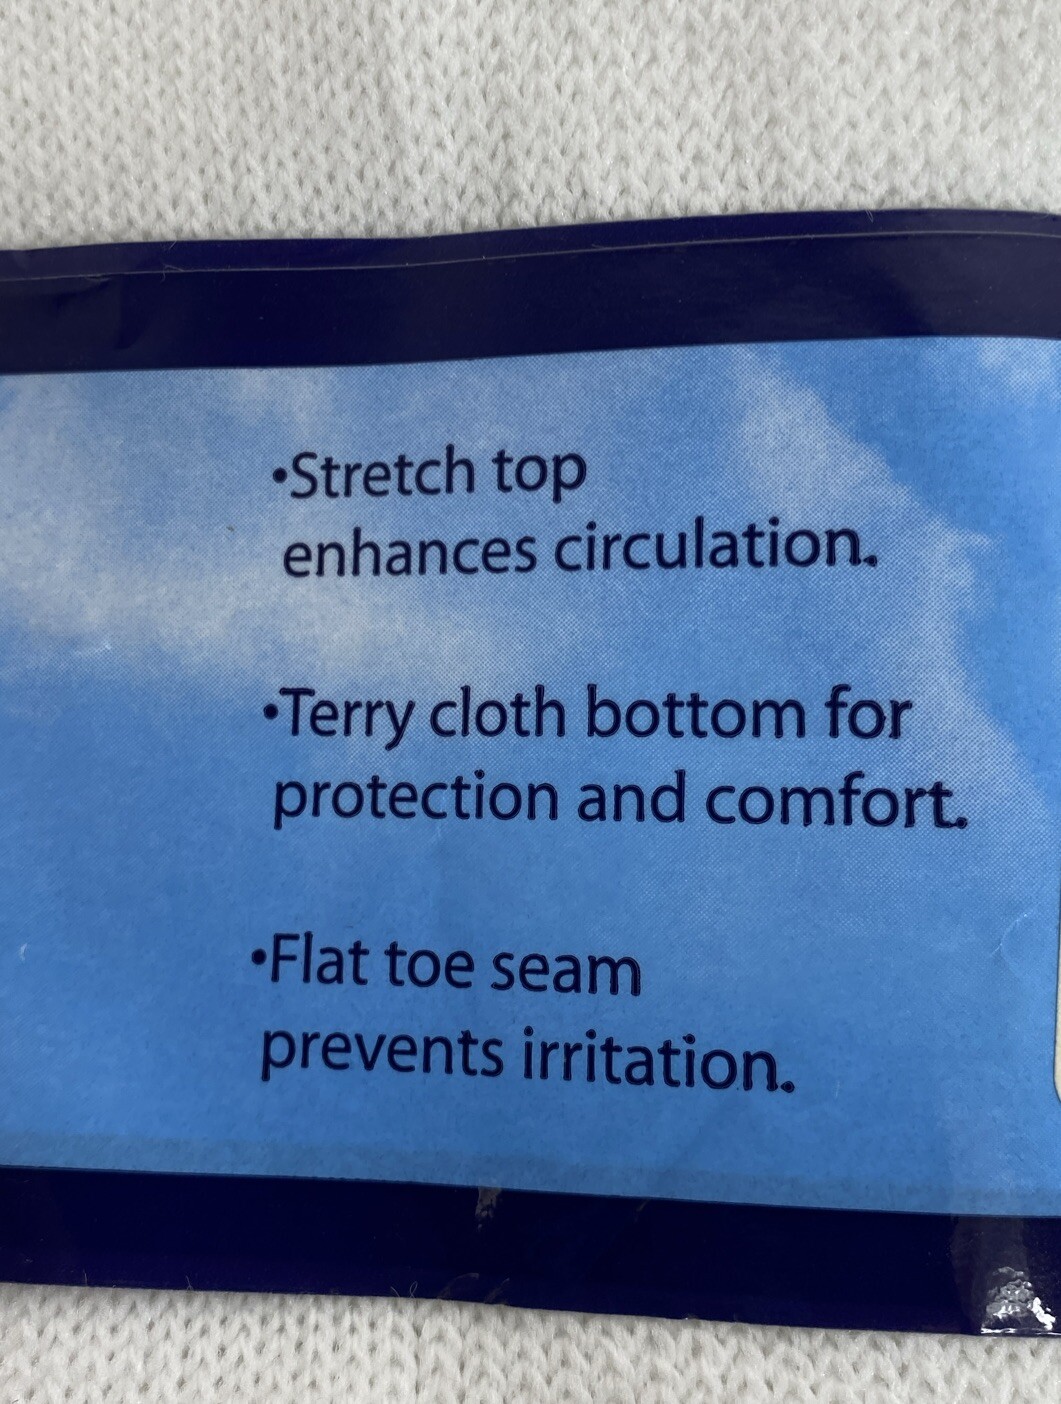 •Stretch top
enhances circulation.
•Terry cloth bottom for
protection and comfort.
•Flat toe seam
prevents irritation.